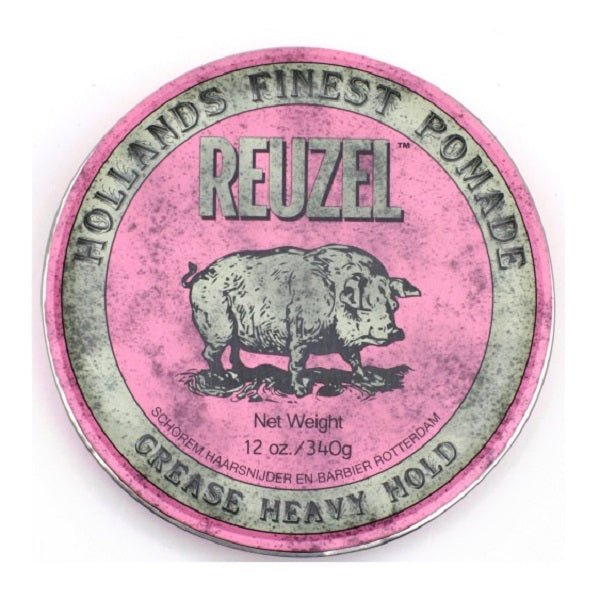 HOLLANDS FINEST POMADE
REUZEL™
Net Weight
12 oz./340g
SCHOREM HAARSNIJDER EN BARBIER ROTTERDAM
GREASE HEAVY HOLD